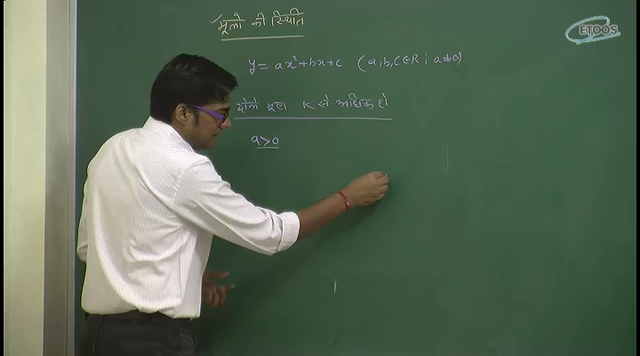 मूलो की स्थिति
ETOOS
y = ax²+bx+c (a,b,c∈R ; a≠0)
दोनो मूल K से अधिक हो
a>0